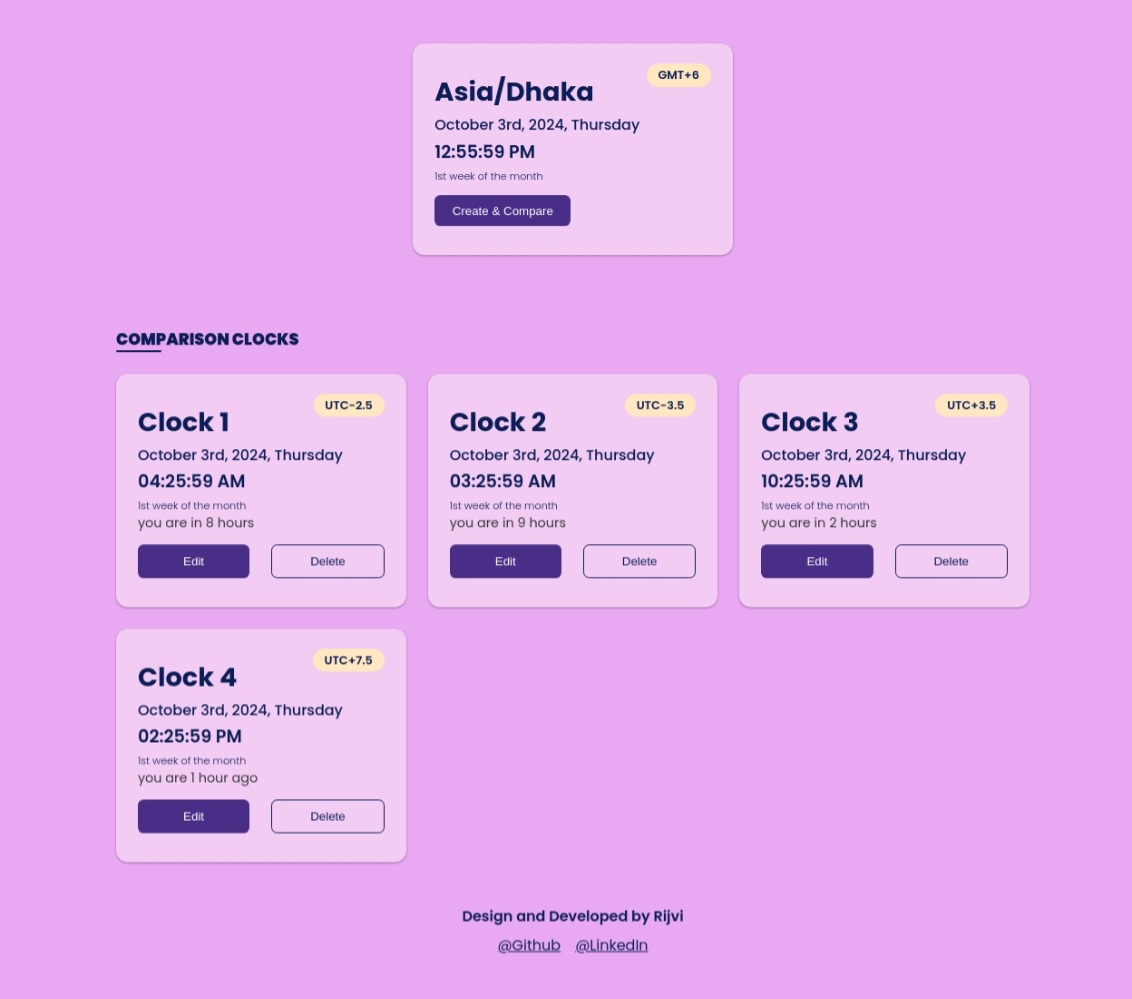 GMT+6
Asia/Dhaka
October 3rd, 2024, Thursday
12:55:59 PM
1st week of the month
Create & Compare
COMPARISON CLOCKS
UTC-2.5
Clock 1
October 3rd, 2024, Thursday
04:25:59 AM
1st week of the month
you are in 8 hours
Edit Delete
UTC-3.5
Clock 2
October 3rd, 2024, Thursday
03:25:59 AM
1st week of the month
you are in 9 hours
Edit Delete
UTC+3.5
Clock 3
October 3rd, 2024, Thursday
10:25:59 AM
1st week of the month
you are in 2 hours
Edit Delete
UTC+7.5
Clock 4
October 3rd, 2024, Thursday
02:25:59 PM
1st week of the month
you are 1 hour ago
Edit Delete
Design and Developed by Rijvi
@Github @LinkedIn